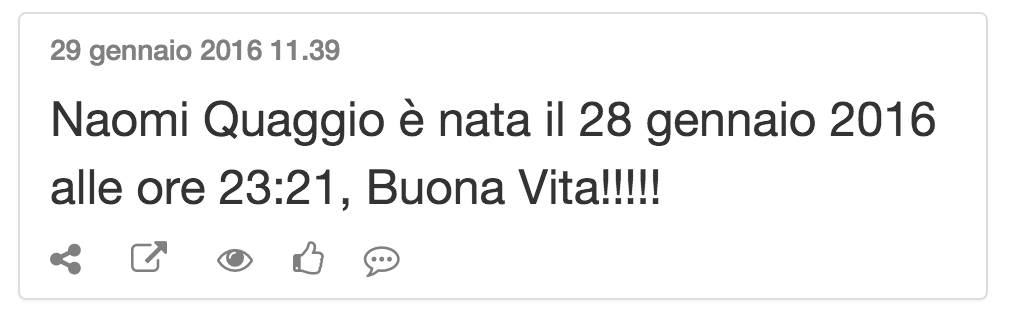 29 gennaio 2016 11.39
Naomi Quaggio è nata il 28 gennaio 2016
alle ore 23:21, Buona Vita!!!!!